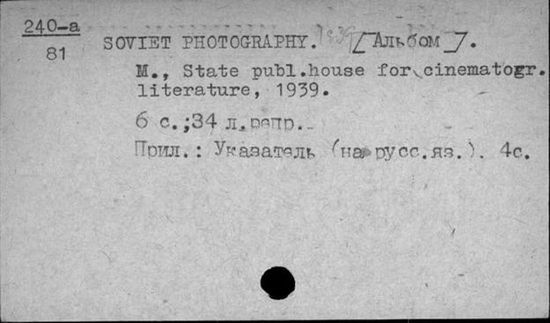 240-а
81
SOVIET PHOTOGRAPHY. 1939 [Альбом].
M., State publ.house for cinematogr.
literature, 1939.
6 с.;34 л.репр.
Прил.: Указатель (на русс.яз.). 4с.